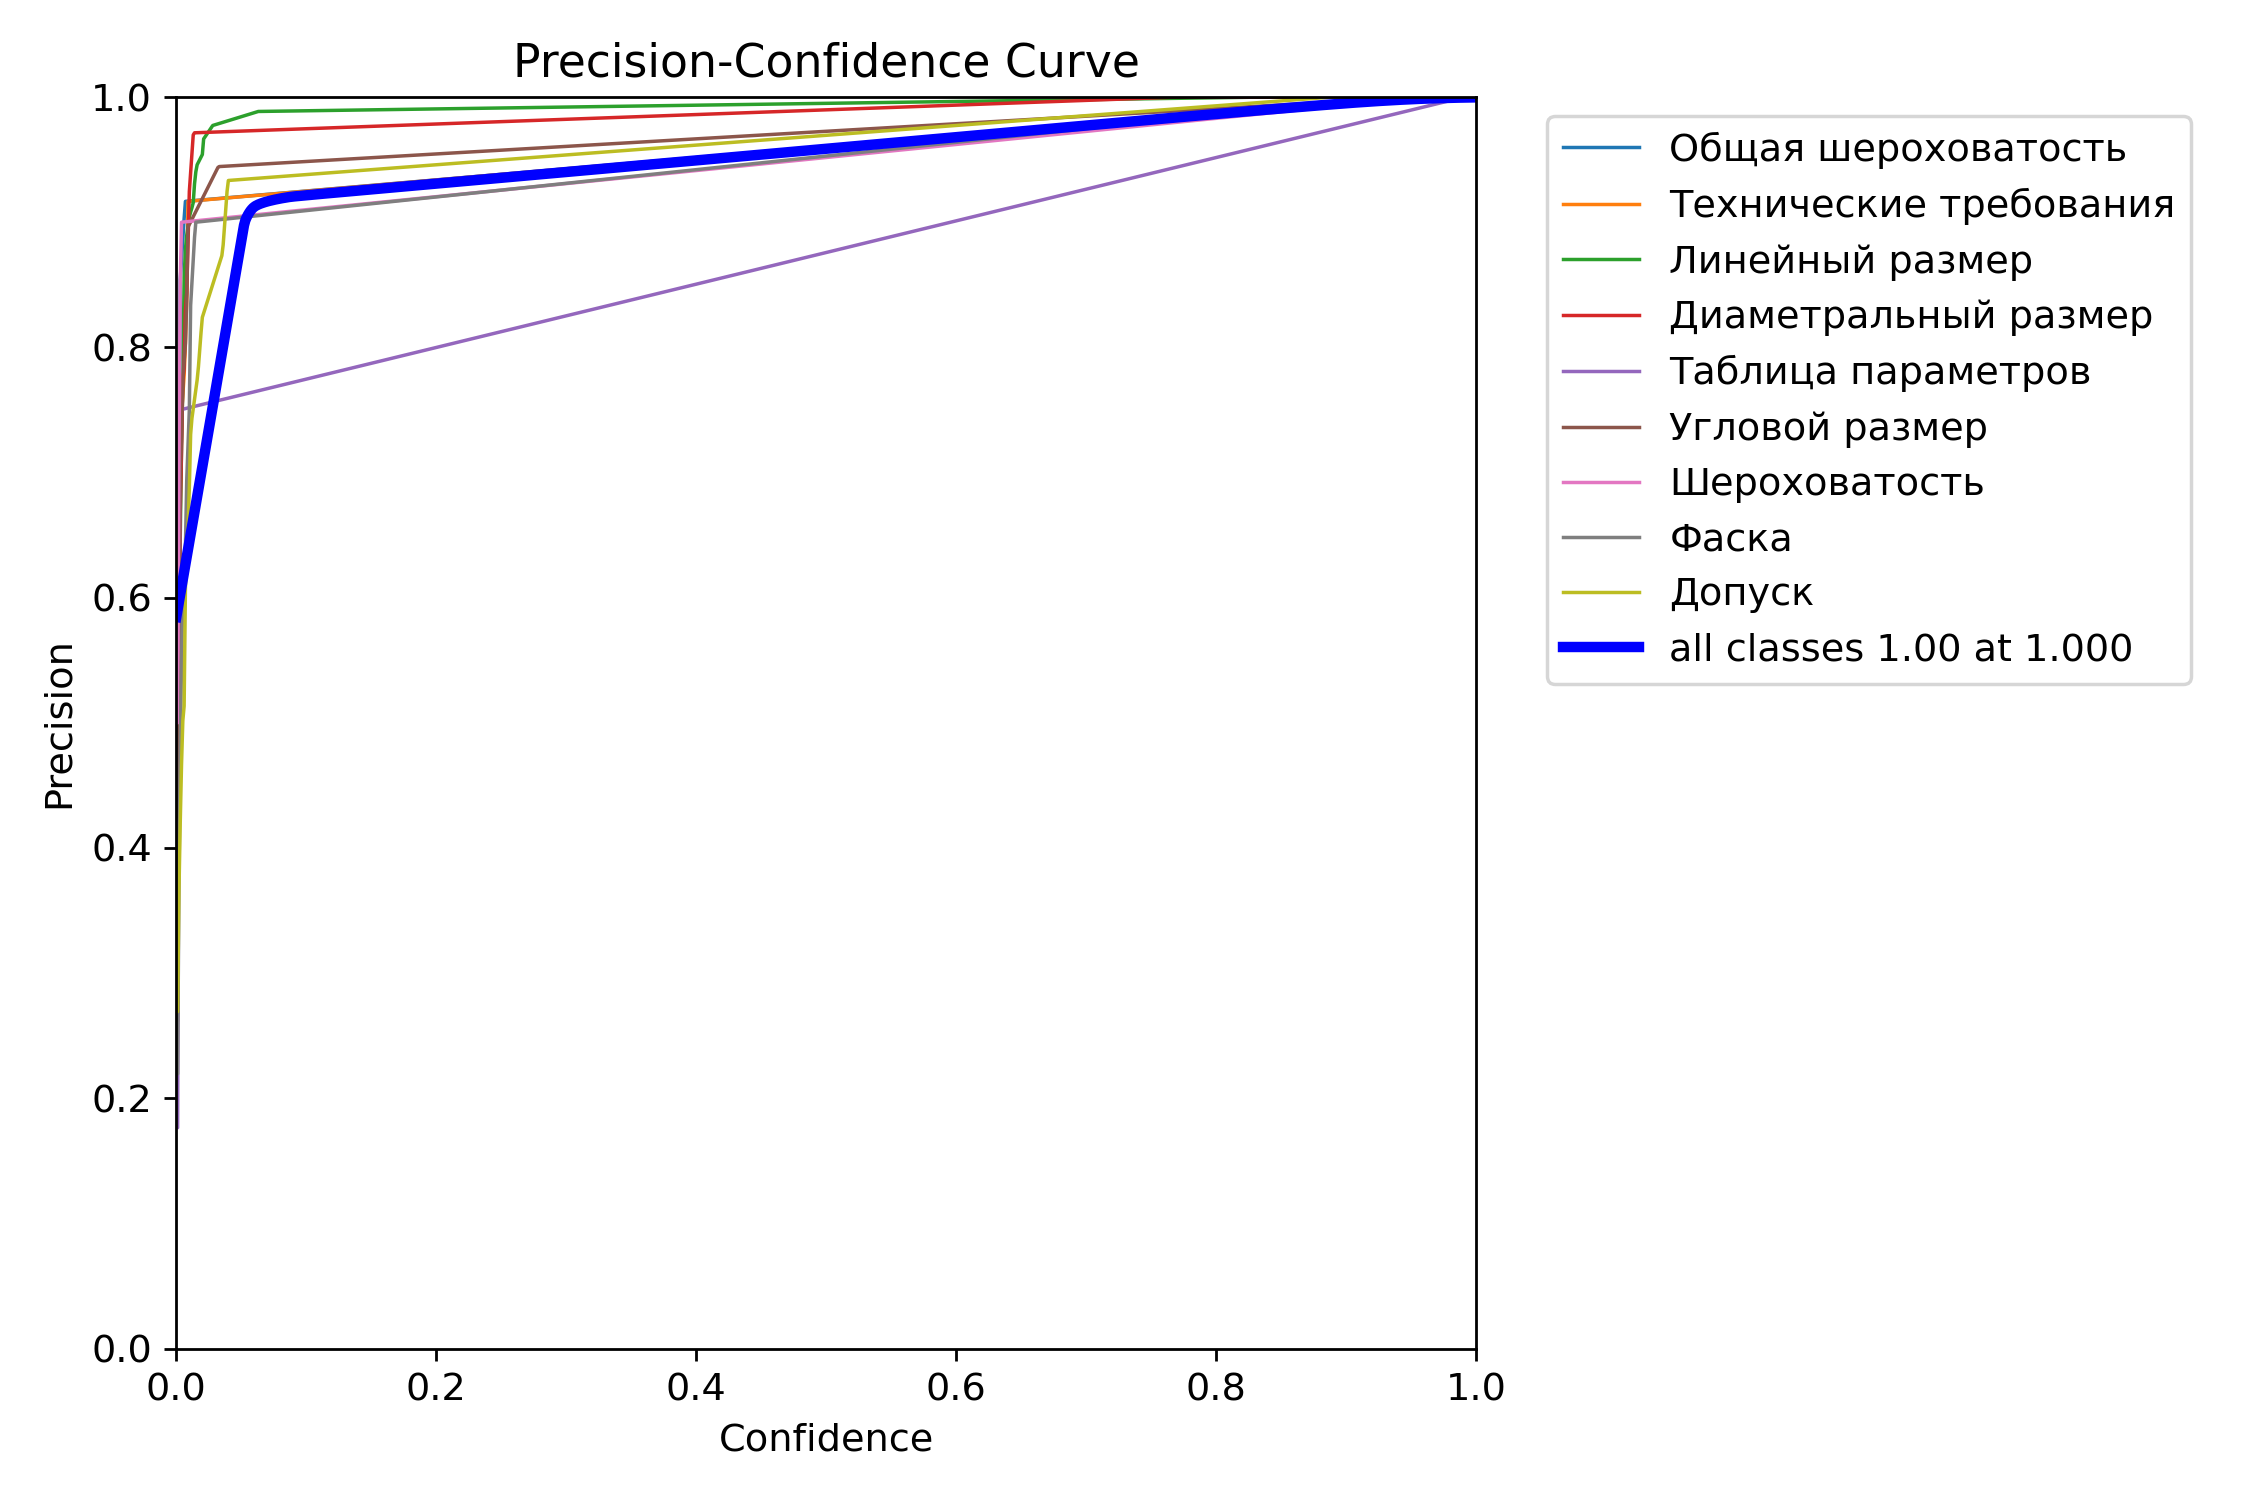 Precision-Confidence Curve
1.0
0.8
0.6
0.4
0.2
0.0
Precision
0.0 0.2 0.4 0.6 0.8 1.0
Confidence
Общая шероховатость
Технические требования
Линейный размер
Диаметральный размер
Таблица параметров
Угловой размер
Шероховатость
Фаска
Допуск
all classes 1.00 at 1.000